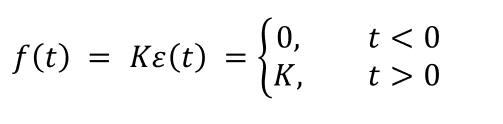 f(t) = Kε(t) = {0, t < 0
K, t > 0